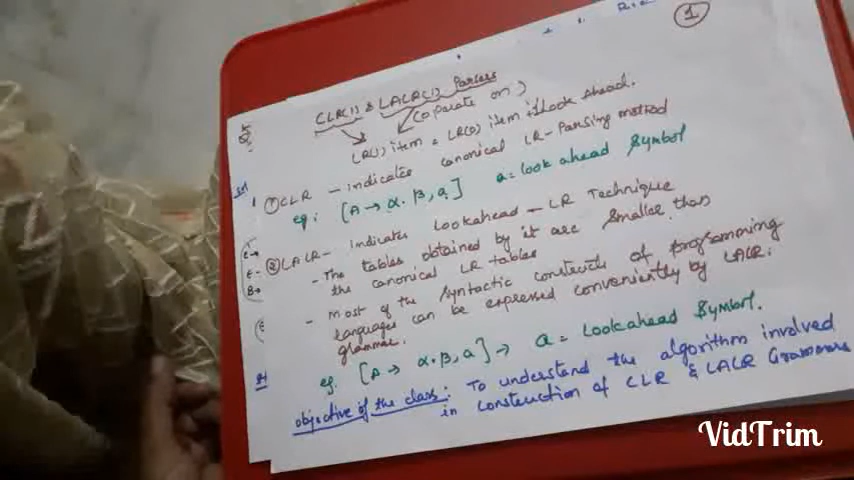 1
CLR(1) & LALR(1) Parsers
(operate on)
LR(1) item = LR(0) item + look ahead.
① CLR - indicates canonical LR - Parsing method
eg: [A → α. β, a] a = look ahead symbol
② LALR - indicates Lookahead - LR Technique
- The tables obtained by it are smaller than
the canonical LR tables
- most of the syntactic constructs of programming
languages can be expressed conveniently by LALR.
grammar.
eg. [A → α. β, a] → a = Lookahead Symbol.
objective of the class: To understand the algorithm involved
in construction of CLR & LALR Grammars
VidTrim